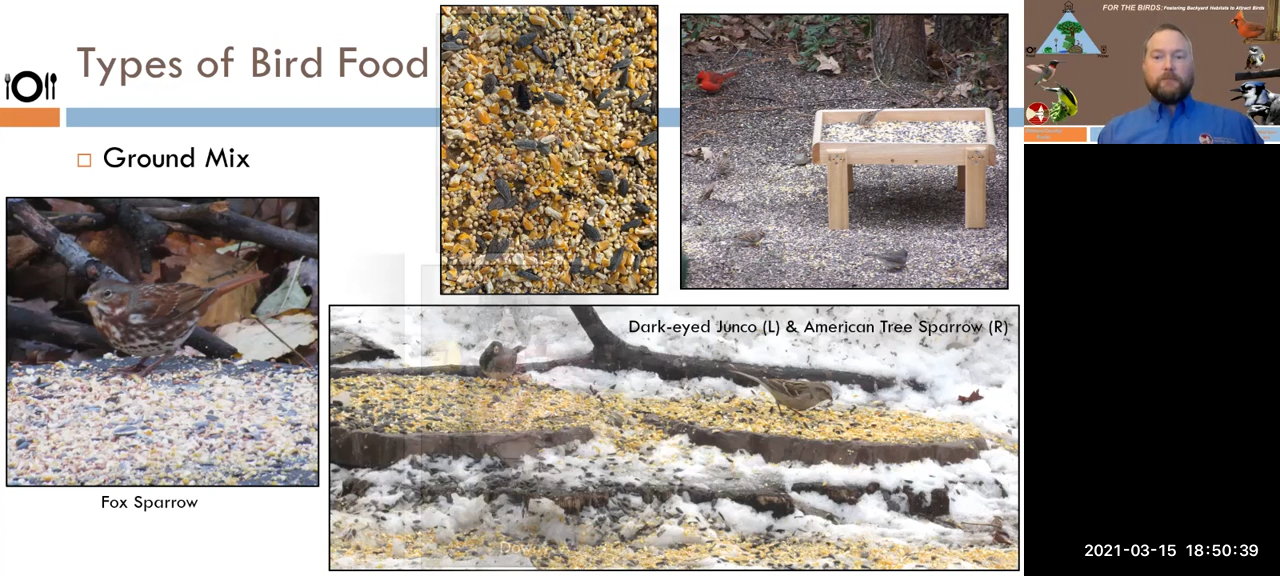 Types of Bird Food
Ground Mix
Dark-eyed Junco (L) & American Tree Sparrow (R)
Fox Sparrow
FOR THE BIRDS: Fostering Backyard Habitats to Attract Birds
2021-03-15 18:50:39